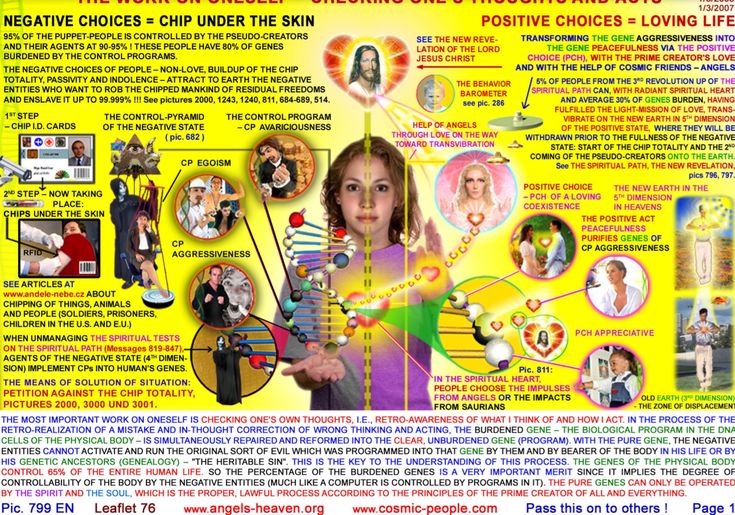 THE WORK ON ONESELF – CHECKING ONE'S THOUGHTS AND ACTS
1/3/2007
NEGATIVE CHOICES = CHIP UNDER THE SKIN
POSITIVE CHOICES = LOVING LIFE
95% OF THE PUPPET-PEOPLE IS CONTROLLED BY THE PSEUDO-CREATORS
AND THEIR AGENTS AT 90-95% ! THESE PEOPLE HAVE 80% OF GENES
BURDENED BY THE CONTROL PROGRAMS.
THE NEGATIVE CHOICES OF PEOPLE – NON-LOVE, BUILDUP OF THE CHIP
TOTALITY, PASSIVITY AND INDOLENCE – ATTRACT TO EARTH THE NEGATIVE
ENTITIES WHO WANT TO ROB THE CHIPPED MANKIND OF RESIDUAL FREEDOMS
AND ENSLAVE IT UP TO 99.999% !!! See pictures 2000, 1243, 1240, 811, 684-689, 514.
SEE THE NEW REVE-
LATION OF THE LORD
JESUS CHRIST
THE BEHAVIOR
BAROMETER
see pic. 286
TRANSFORMING THE GENE AGGRESSIVENESS INTO
THE GENE PEACEFULNESS VIA THE POSITIVE
CHOICE (PCH), WITH THE PRIME CREATOR'S LOVE
AND WITH THE HELP OF COSMIC FRIENDS – ANGELS
5% OF PEOPLE FROM THE 3RD REVOLUTION UP OF THE
SPIRITUAL PATH CAN, WITH RADIANT SPIRITUAL HEART
AND AVERAGE 30% OF GENES BURDEN, HAVING
FULFILLED THE LIGHT-MISSION OF LOVE, TRANS-
VIBRATE ON THE NEW EARTH IN 5TH DIMENSION
OF THE POSITIVE STATE, WHERE THEY WILL BE
WITHDRAWN PRIOR TO THE FULLNESS OF THE NEGATIVE
STATE: START OF THE CHIP TOTALITY AND THE 2ND
COMING OF THE PSEUDO-CREATORS ONTO THE EARTH.
See THE SPIRITUAL PATH, THE NEW REVELATION,
pics 796, 797.
1ST STEP
– CHIP I.D. CARDS
THE CONTROL-PYRAMID
OF THE NEGATIVE STATE
( pic. 682 )
THE CONTROL PROGRAM
– CP AVARICIOUSNESS
HELP OF ANGELS
THROUGH LOVE ON THE WAY
TOWARD TRANSVIBRATION
CP EGOISM
2ND STEP – NOW TAKING
PLACE:
CHIPS UNDER THE SKIN
RFID
CP
AGGRESSIVENESS
POSITIVE CHOICE
– PCH OF A LOVING
COEXISTENCE
THE NEW EARTH IN THE
5TH DIMENSION
IN HEAVENS
THE POSITIVE ACT
PEACEFULNESS
PURIFIES GENES OF
CP AGGRESSIVENESS
SEE ARTICLES AT
www.andele-nebe.cz ABOUT
CHIPPING OF THINGS, ANIMALS
AND PEOPLE (SOLDIERS, PRISONERS,
CHILDREN IN THE U.S. AND E.U.)
WHEN UNMANAGING THE SPIRITUAL TESTS
ON THE SPIRITUAL PATH (Messages 819-847),
AGENTS OF THE NEGATIVE STATE (4TH DIMEN-
SION) IMPLEMENT CPs INTO HUMAN'S GENES.
THE MEANS OF SOLUTION OF SITUATION:
PETITION AGAINST THE CHIP TOTALITY,
PICTURES 2000, 3000 UND 3001.
PCH APPRECIATIVE
Pic. 811:
IN THE SPIRITUAL HEART,
PEOPLE CHOOSE THE IMPULSES
FROM ANGELS OR THE IMPACTS
FROM SAURIANS
OLD EARTH (3RD DIMENSION)
- THE ZONE OF DISPLACEMENT
THE MOST IMPORTANT WORK ON ONESELF IS CHECKING ONE'S OWN THOUGHTS, I.E., RETRO-AWARENESS OF WHAT I THINK OF AND HOW I ACT. IN THE PROCESS OF THE
RETRO-REALIZATION OF A MISTAKE AND IN-THOUGHT CORRECTION OF WRONG THINKING AND ACTING, THE BURDENED GENE – THE BIOLOGICAL PROGRAM IN THE DNA
CELLS OF THE PHYSICAL BODY – IS SIMULTANEOUSLY REPAIRED AND REFORMED INTO THE CLEAR, UNBURDENED GENE (PROGRAM). WITH THE PURE GENE, THE NEGATIVE
ENTITIES CANNOT ACTIVATE AND RUN THE ORIGINAL SORT OF EVIL WHICH WAS PROGRAMMED INTO THAT GENE BY THEM AND BY BEARER OF THE BODY IN HIS LIFE OR BY
HIS GENETIC ANCESTORS (GENEALOGY) – "THE HERITABLE SIN". THIS IS THE KEY TO THE UNDERSTANDING OF THIS PROCESS. THE GENES OF THE PHYSICAL BODY
CONTROL 65% OF THE ENTIRE HUMAN LIFE, SO THE PERCENTAGE OF THE BURDENED GENES IS A VERY IMPORTANT MERIT SINCE IT IMPLIES THE DEGREE OF
CONTROLLABILITY OF THE BODY BY THE NEGATIVE ENTITIES (MUCH LIKE A COMPUTER IS CONTROLLED BY PROGRAMS IN IT). THE PURE GENES CAN ONLY BE OPERATED
BY THE SPIRIT AND THE SOUL, WHICH IS THE PROPER, LAWFUL PROCESS ACCORDING TO THE PRINCIPLES OF THE PRIME CREATOR OF ALL AND EVERYTHING.
Pic. 799 EN Leaflet 76 www.angels-heaven.org www.cosmic-people.com Pass this on to others ! Page 1